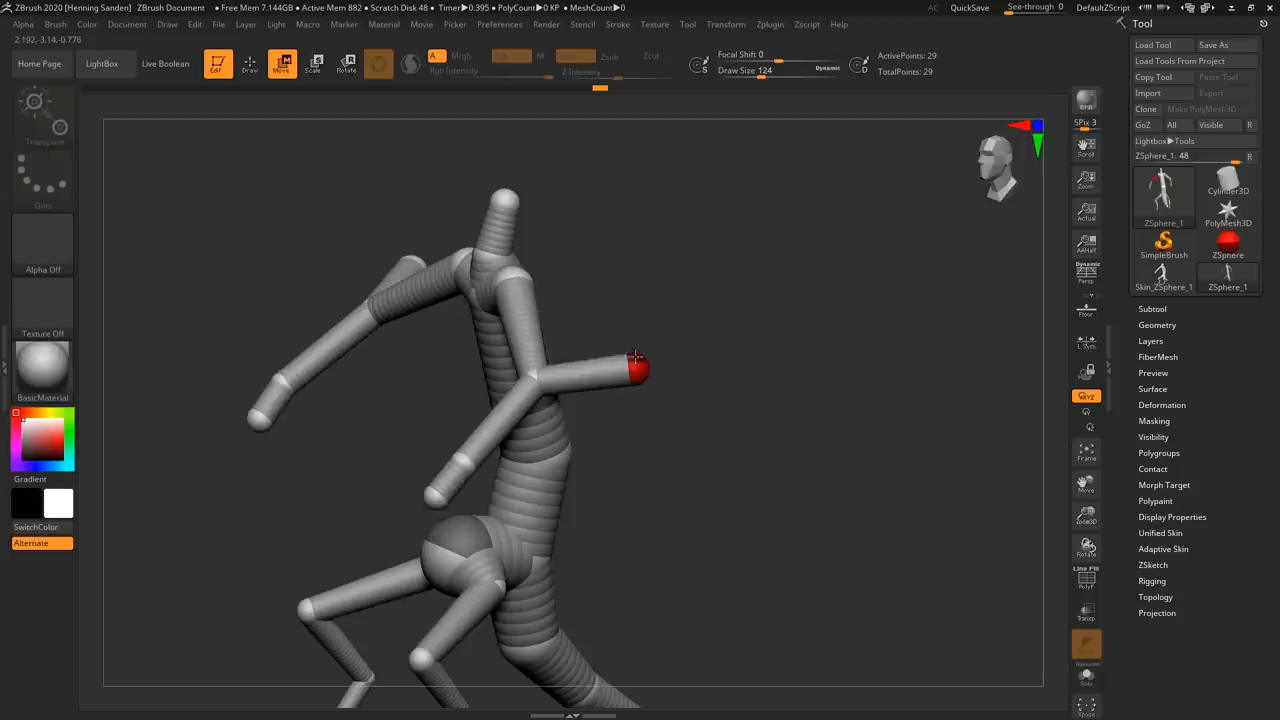 ZBrush 2020 [Henning Sanden] ZBrush Document • Free Mem 7.144GB • Active Mem 882 • Scratch Disk 48 • Timer▶0.395 • PolyCount▶0 KP • MeshCount▶0 AC QuickSave See-through 0 DefaultZScript
Alpha Brush Color Document Draw Edit File Layer Light Macro Marker Material Movie Picker Preferences Render Stencil Stroke Texture Tool Transform Zplugin Zscript Help
2.192,-3.14,-0.776
Home Page LightBox Live Boolean Edit Draw Move Scale Rotate
A Mrgb
Rgb Intensity
Zsub Zcut
Z Intensity
S
Focal Shift 0
Draw Size 124 Dynamic
D
ActivePoints: 29
TotalPoints: 29
Transpose
Dots
Alpha Off
Texture Off
BasicMaterial
Gradient
SwitchColor
Alternate
BPR
SPix 3
Scroll
Zoom
Actual
AAHalf
Dynamic
Persp
Floor
L.Sym
XYZ
Frame
Move
Zoom3D
Rotate
Line Fill
PolyF
Transp
Dynamic
Solo
Xpose
Tool
Load Tool Save As
Load Tools From Project
Copy Tool Paste Tool
Import Export
Clone Make PolyMesh3D
GoZ All Visible R
Lightbox▶Tools
ZSphere_1. 48 R
ZSphere_1 Cylinder3D
PolyMesh3D
SimpleBrush ZSphere
Skin_ZSphere_1 ZSphere_1
Subtool
Geometry
Layers
FiberMesh
Preview
Surface
Deformation
Masking
Visibility
Polygroups
Contact
Morph Target
Polypaint
Display Properties
Unified Skin
Adaptive Skin
ZSketch
Rigging
Topology
Projection